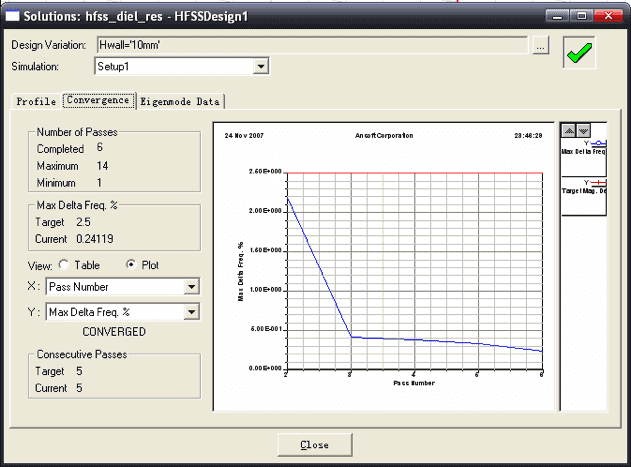 Solutions: hfss_diel_res - HFSSDesign1
Design Variation: Hwall='10mm' ...
Simulation: Setup1
Profile Convergence Eigenmode Data
Number of Passes
Completed 6
Maximum 14
Minimum 1
Max Delta Freq. %
Target 2.5
Current 0.24119
View: Table Plot
X: Pass Number
Y: Max Delta Freq. %
CONVERGED
Consecutive Passes
Target 5
Current 5
24 Nov 2007 Ansoft Corporation
2.50E+000
2.00E+000
1.50E+000
1.00E+000
5.00E-001
0.00E+000
Max Delta Freq. %
2 3 4 5 6
Pass Number
Y
Max Delta Freq
Y
Target Mag. De
Close